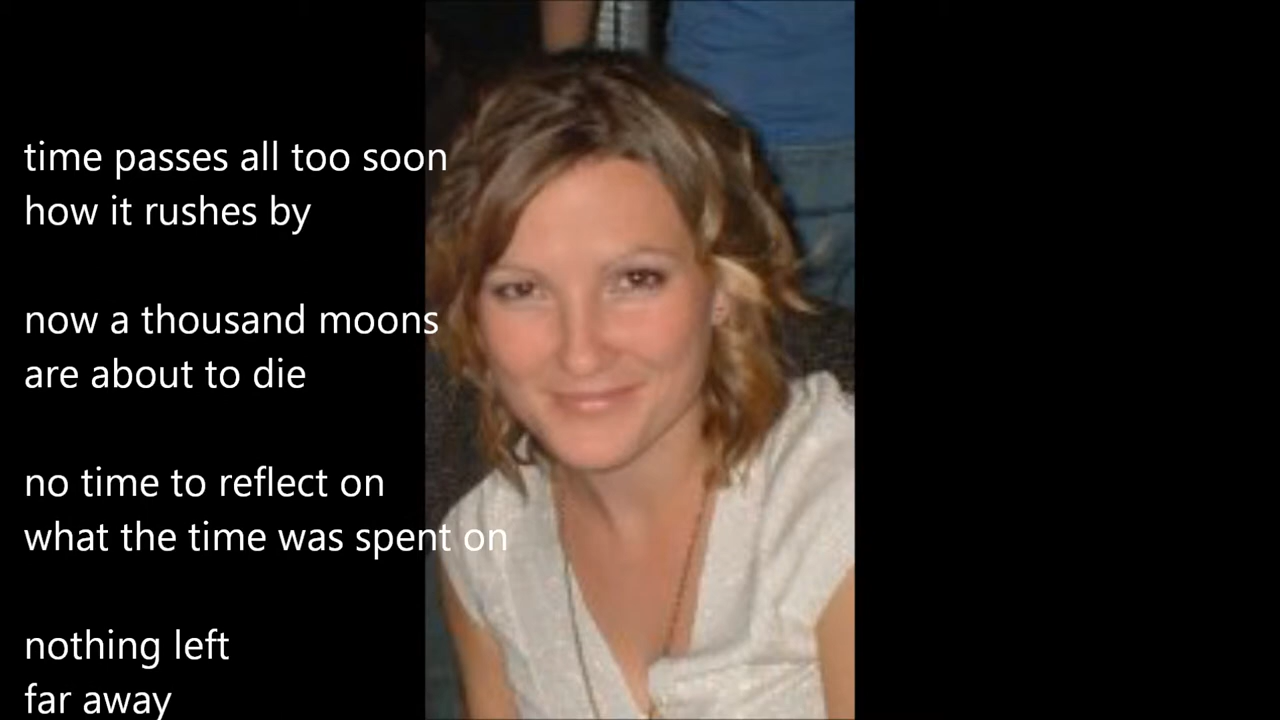 time passes all too soon
how it rushes by
now a thousand moons
are about to die
no time to reflect on
what the time was spent on
nothing left
far away